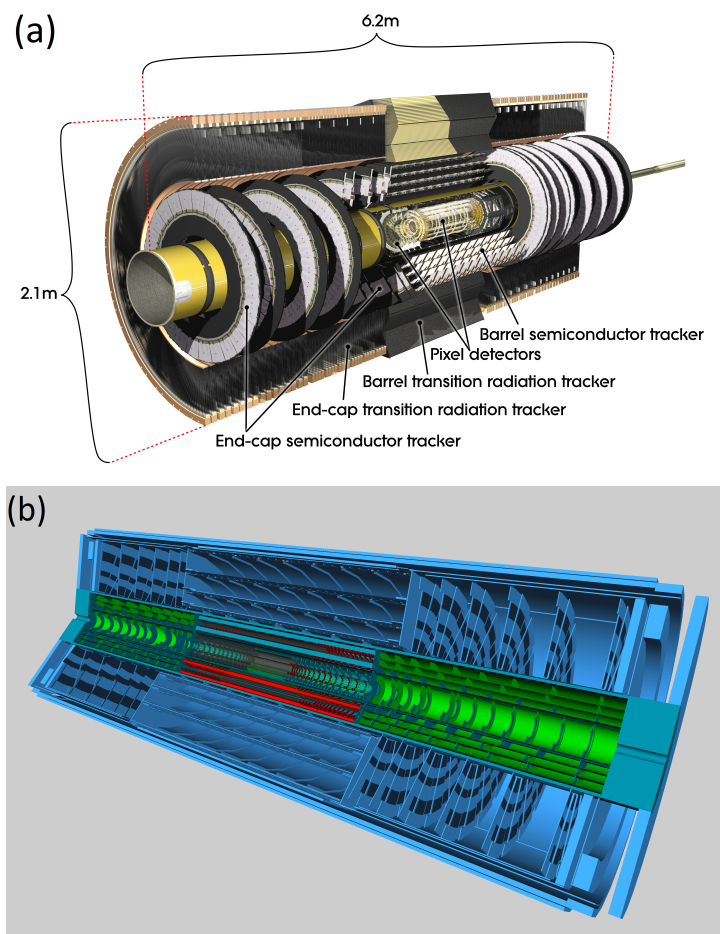 (a)
6.2m
2.1m
Barrel semiconductor tracker
Pixel detectors
Barrel transition radiation tracker
End-cap transition radiation tracker
End-cap semiconductor tracker
(b)